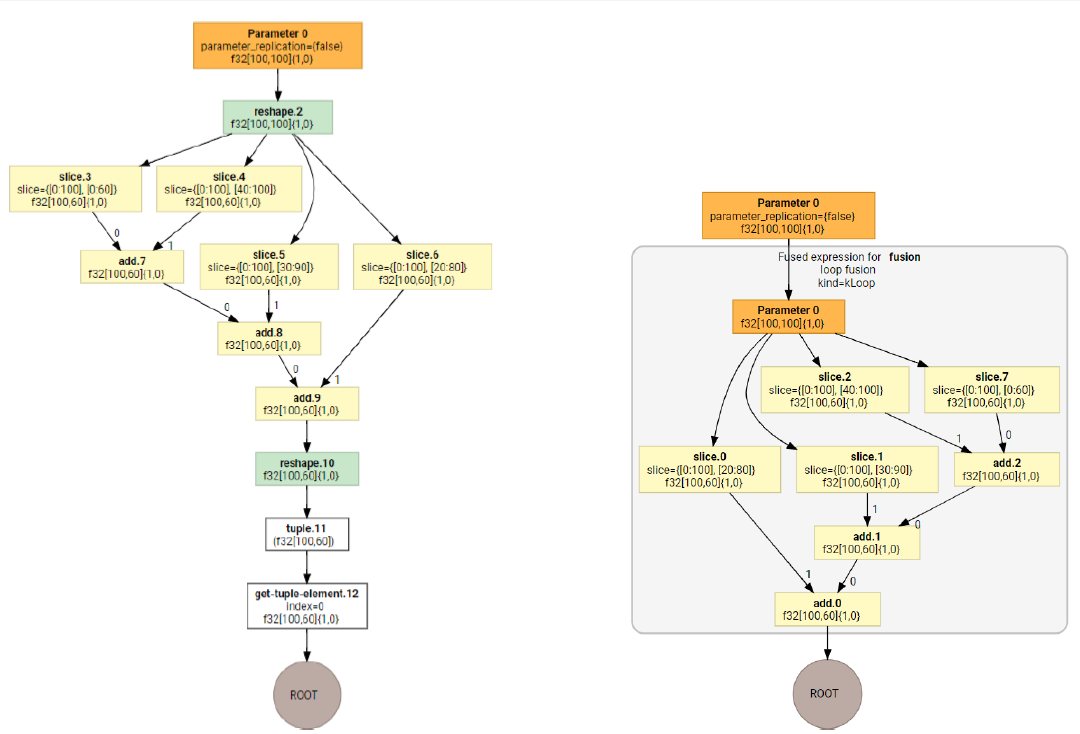 Parameter 0
parameter_replication={false}
f32[100,100]{1,0}
reshape.2
f32[100,100]{1,0}
slice.3
slice={[0:100], [0:60]}
f32[100,60]{1,0}
slice.4
slice={[0:100], [40:100]}
f32[100,60]{1,0}
0
1
add.7
f32[100,60]{1,0}
slice.5
slice={[0:100], [30:90]}
f32[100,60]{1,0}
slice.6
slice={[0:100], [20:80]}
f32[100,60]{1,0}
0
1
add.8
f32[100,60]{1,0}
0
1
add.9
f32[100,60]{1,0}
reshape.10
f32[100,60]{1,0}
tuple.11
(f32[100,60])
get-tuple-element.12
index=0
f32[100,60]{1,0}
ROOT
Parameter 0
parameter_replication={false}
f32[100,100]{1,0}
Fused expression for fusion
loop fusion
kind=kLoop
Parameter 0
f32[100,100]{1,0}
slice.2
slice={[0:100], [40:100]}
f32[100,60]{1,0}
slice.7
slice={[0:100], [0:60]}
f32[100,60]{1,0}
1
0
slice.0
slice={[0:100], [20:80]}
f32[100,60]{1,0}
slice.1
slice={[0:100], [30:90]}
f32[100,60]{1,0}
add.2
f32[100,60]{1,0}
1
0
add.1
f32[100,60]{1,0}
1
0
add.0
f32[100,60]{1,0}
ROOT